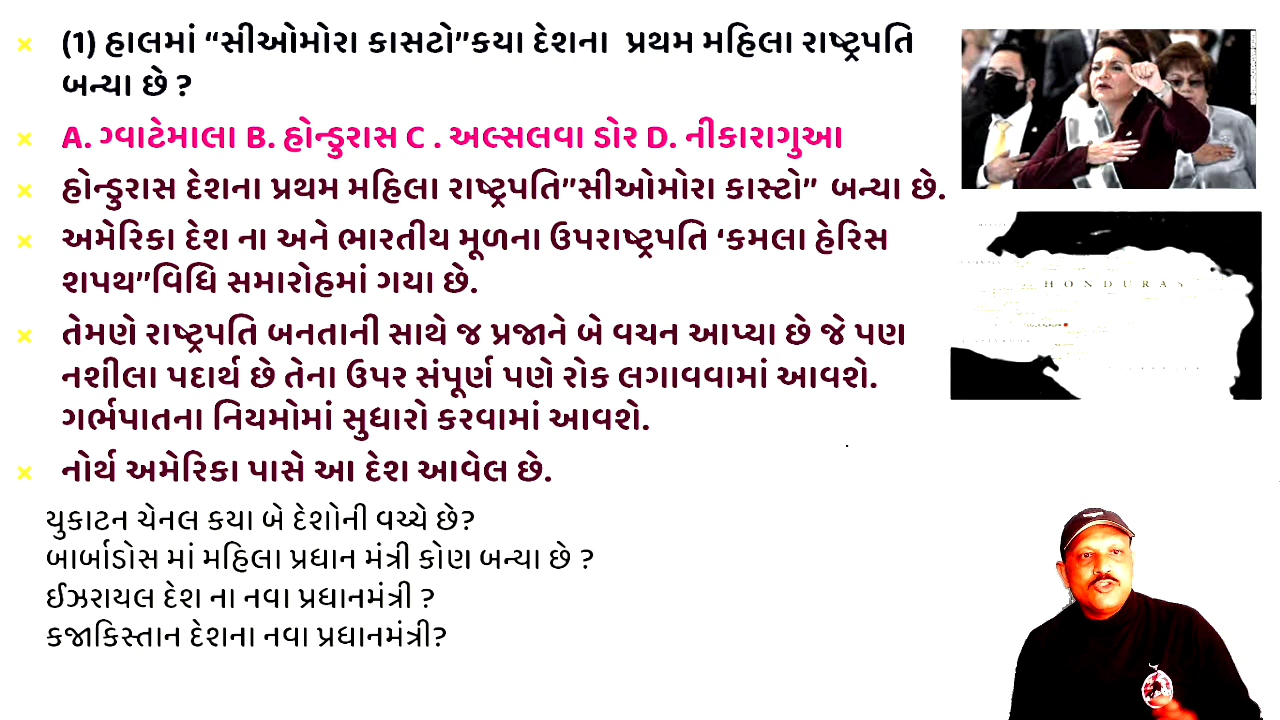 (1) હાલમાં “સીઓમોરા કાસટો”કયા દેશના પ્રથમ મહિલા રાષ્ટ્રપતિ
બન્યા છે ?
A. ગ્વાટેમાલા B. હોન્ડુરાસ C . અલ્સલવા ડોર D. નીકારાગુઆ
હોન્ડુરાસ દેશના પ્રથમ મહિલા રાષ્ટ્રપતિ”સીઓમોરા કાસ્ટો” બન્યા છે.
અમેરિકા દેશ ના અને ભારતીય મૂળના ઉપરાષ્ટ્રપતિ ‘કમલા હેરિસ
શપથ”વિધિ સમારોહમાં ગયા છે.
તેમણે રાષ્ટ્રપતિ બનતાની સાથે જ પ્રજાને બે વચન આપ્યા છે જે પણ
નશીલા પદાર્થ છે તેના ઉપર સંપૂર્ણ પણે રોક લગાવવામાં આવશે.
ગર્ભપાતના નિયમોમાં સુધારો કરવામાં આવશે.
નોર્થ અમેરિકા પાસે આ દેશ આવેલ છે.
યુકાટન ચેનલ કયા બે દેશોની વચ્ચે છે?
બાર્બાડોસ માં મહિલા પ્રધાન મંત્રી કોણ બન્યા છે ?
ઈઝરાયલ દેશ ના નવા પ્રધાનમંત્રી ?
કજાકિસ્તાન દેશના નવા પ્રધાનમંત્રી?
HONDURAS